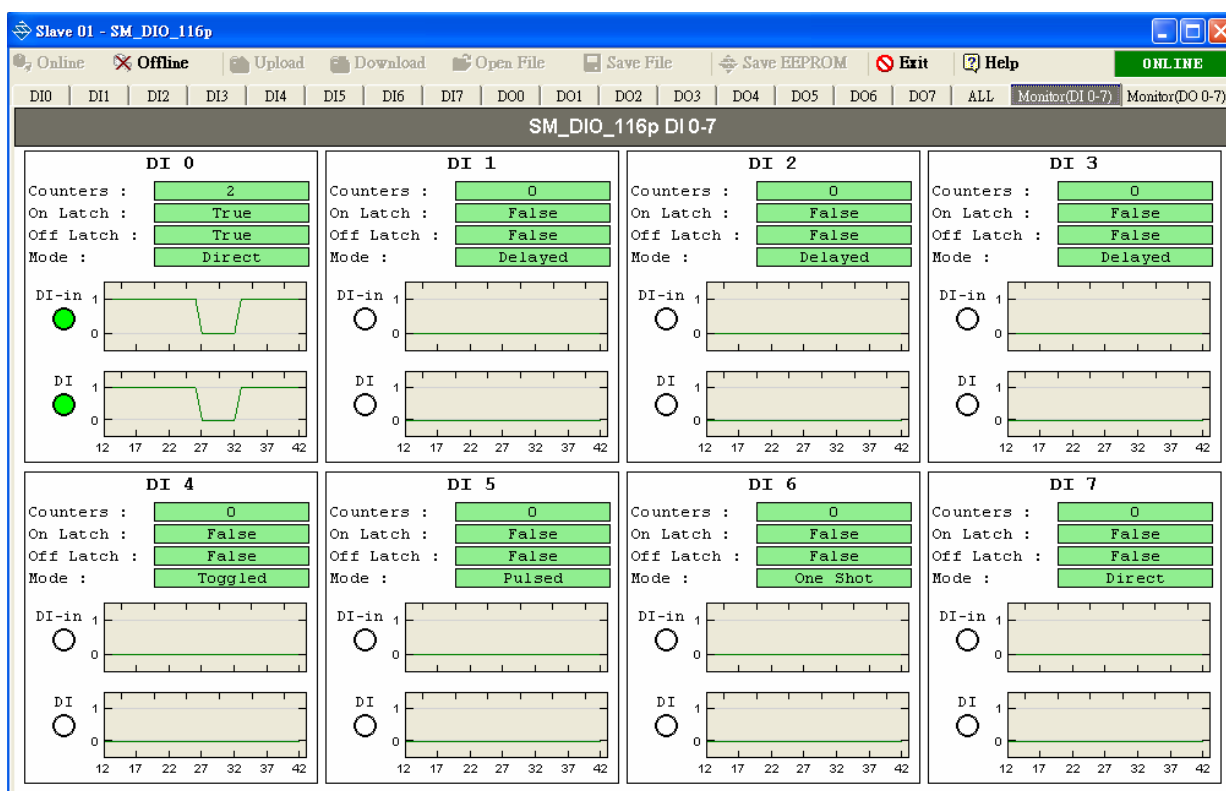 Slave 01 - SM_DIO_116p
Online Offline Upload Download Open File Save File Save EEPROM Exit Help ONLINE
DI0 DI1 DI2 DI3 DI4 DI5 DI6 DI7 DO0 DO1 DO2 DO3 DO4 DO5 DO6 DO7 ALL Monitor(DI 0-7) Monitor(DO 0-7)
SM_DIO_116p DI 0-7
DI 0
Counters : 2
On Latch : True
Off Latch : True
Mode : Direct
DI-in
1
0
DI
1
0
12 17 22 27 32 37 42
DI 1
Counters : 0
On Latch : False
Off Latch : False
Mode : Delayed
DI-in
1
0
DI
1
0
12 17 22 27 32 37 42
DI 2
Counters : 0
On Latch : False
Off Latch : False
Mode : Delayed
DI-in
1
0
DI
1
0
12 17 22 27 32 37 42
DI 3
Counters : 0
On Latch : False
Off Latch : False
Mode : Delayed
DI-in
1
0
DI
1
0
12 17 22 27 32 37 42
DI 4
Counters : 0
On Latch : False
Off Latch : False
Mode : Toggled
DI-in
1
0
DI
1
0
12 17 22 27 32 37 42
DI 5
Counters : 0
On Latch : False
Off Latch : False
Mode : Pulsed
DI-in
1
0
DI
1
0
12 17 22 27 32 37 42
DI 6
Counters : 0
On Latch : False
Off Latch : False
Mode : One Shot
DI-in
1
0
DI
1
0
12 17 22 27 32 37 42
DI 7
Counters : 0
On Latch : False
Off Latch : False
Mode : Direct
DI-in
1
0
DI
1
0
12 17 22 27 32 37 42